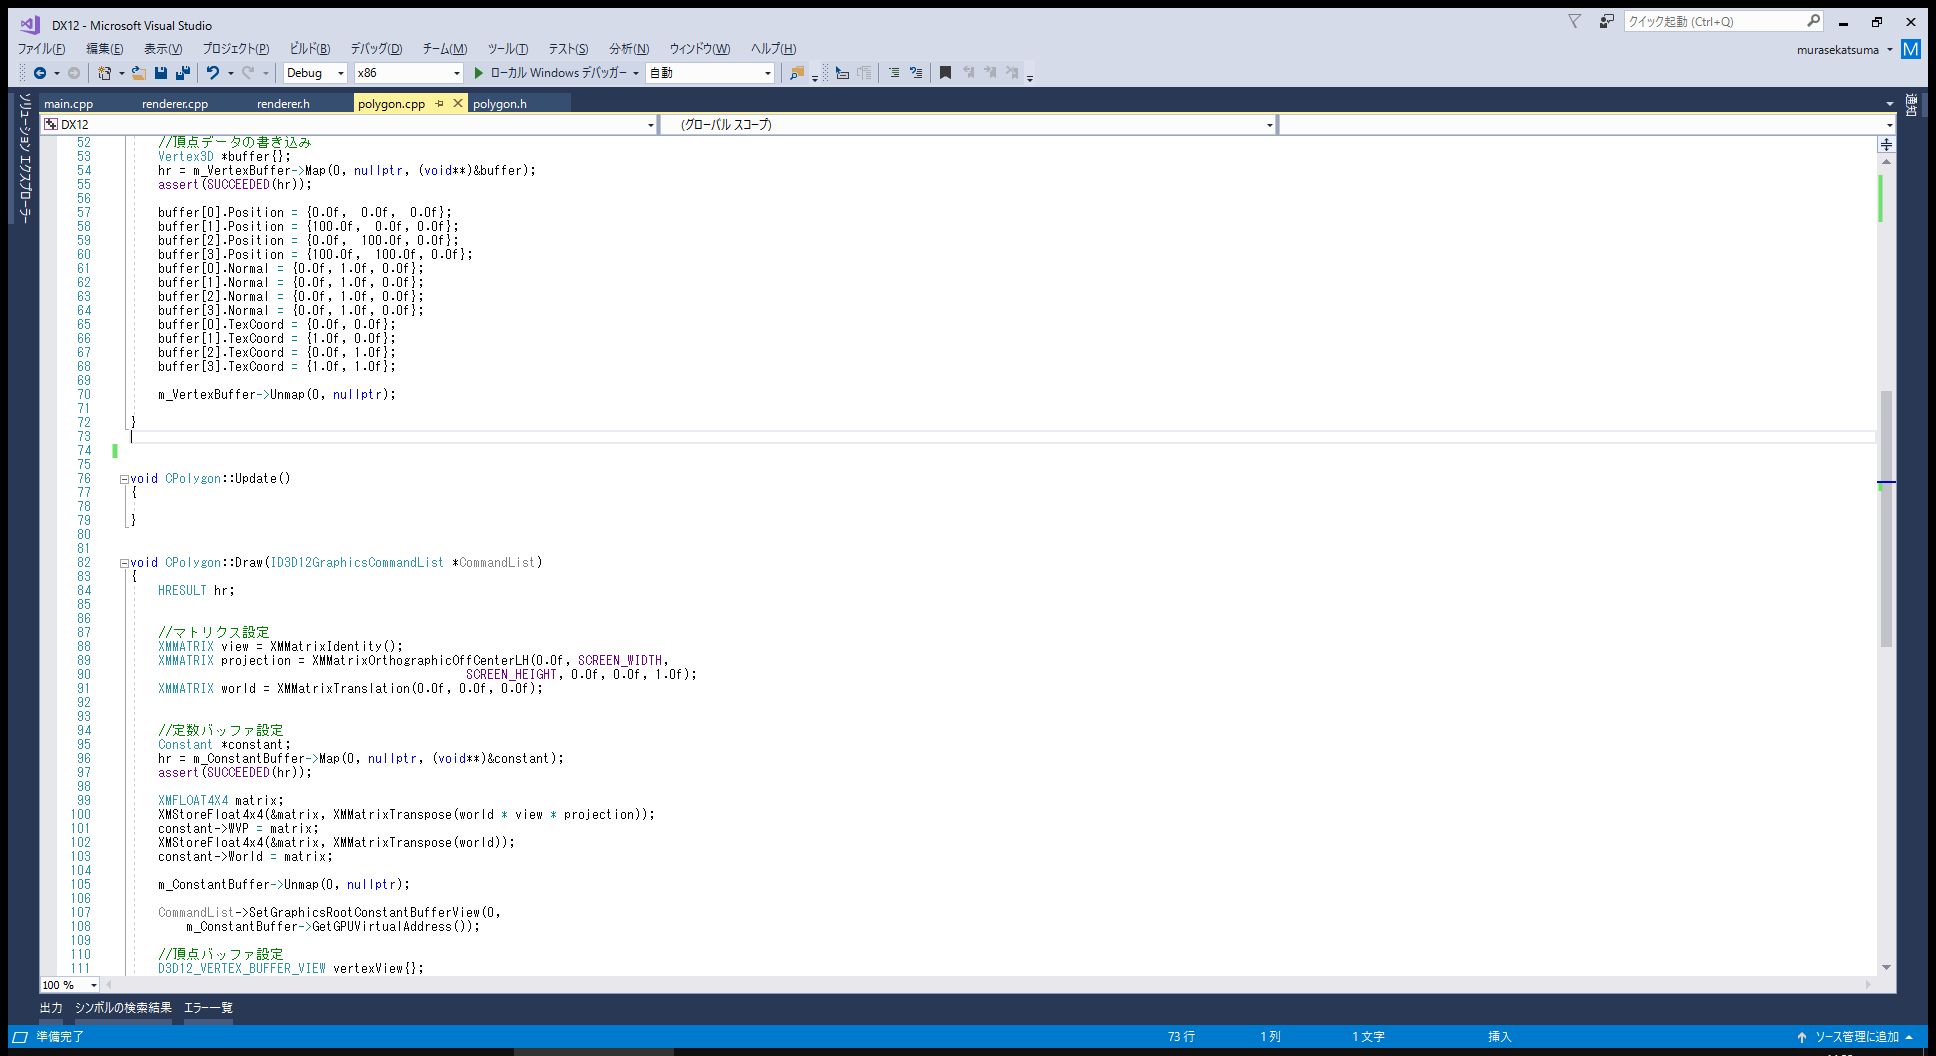 DX12 - Microsoft Visual Studio
クイック起動 (Ctrl+Q)
ファイル(F) 編集(E) 表示(V) プロジェクト(P) ビルド(B) デバッグ(D) チーム(M) ツール(T) テスト(S) 分析(N) ウィンドウ(W) ヘルプ(H)
murasekatsuma M
Debug x86 ローカル Windows デバッガー 自動
ソリューション エクスプローラー
通知
main.cpp renderer.cpp renderer.h polygon.cpp polygon.h
DX12 (グローバル スコープ)
52 //頂点データの書き込み
53 Vertex3D *buffer{};
54 hr = m_VertexBuffer->Map(0, nullptr, (void**)&buffer);
55 assert(SUCCEEDED(hr));
56
57 buffer[0].Position = {0.0f,  0.0f,  0.0f};
58 buffer[1].Position = {100.0f,  0.0f, 0.0f};
59 buffer[2].Position = {0.0f,  100.0f, 0.0f};
60 buffer[3].Position = {100.0f,  100.0f, 0.0f};
61 buffer[0].Normal = {0.0f, 1.0f, 0.0f};
62 buffer[1].Normal = {0.0f, 1.0f, 0.0f};
63 buffer[2].Normal = {0.0f, 1.0f, 0.0f};
64 buffer[3].Normal = {0.0f, 1.0f, 0.0f};
65 buffer[0].TexCoord = {0.0f, 0.0f};
66 buffer[1].TexCoord = {1.0f, 0.0f};
67 buffer[2].TexCoord = {0.0f, 1.0f};
68 buffer[3].TexCoord = {1.0f, 1.0f};
69
70 m_VertexBuffer->Unmap(0, nullptr);
71
72 }
73
74
75
76 void CPolygon::Update()
77 {
78
79 }
80
81
82 void CPolygon::Draw(ID3D12GraphicsCommandList *CommandList)
83 {
84 HRESULT hr;
85
86
87 //マトリクス設定
88 XMMATRIX view = XMMatrixIdentity();
89 XMMATRIX projection = XMMatrixOrthographicOffCenterLH(0.0f, SCREEN_WIDTH,
90 SCREEN_HEIGHT, 0.0f, 0.0f, 1.0f);
91 XMMATRIX world = XMMatrixTranslation(0.0f, 0.0f, 0.0f);
92
93
94 //定数バッファ設定
95 Constant *constant;
96 hr = m_ConstantBuffer->Map(0, nullptr, (void**)&constant);
97 assert(SUCCEEDED(hr));
98
99 XMFLOAT4X4 matrix;
100 XMStoreFloat4x4(&matrix, XMMatrixTranspose(world * view * projection));
101 constant->WVP = matrix;
102 XMStoreFloat4x4(&matrix, XMMatrixTranspose(world));
103 constant->World = matrix;
104
105 m_ConstantBuffer->Unmap(0, nullptr);
106
107 CommandList->SetGraphicsRootConstantBufferView(0,
108 m_ConstantBuffer->GetGPUVirtualAddress());
109
110 //頂点バッファ設定
111 D3D12_VERTEX_BUFFER_VIEW vertexView{};
100 %
出力 シンボルの検索結果 エラー一覧
準備完了 73 行 1 列 1 文字 挿入 ソース管理に追加